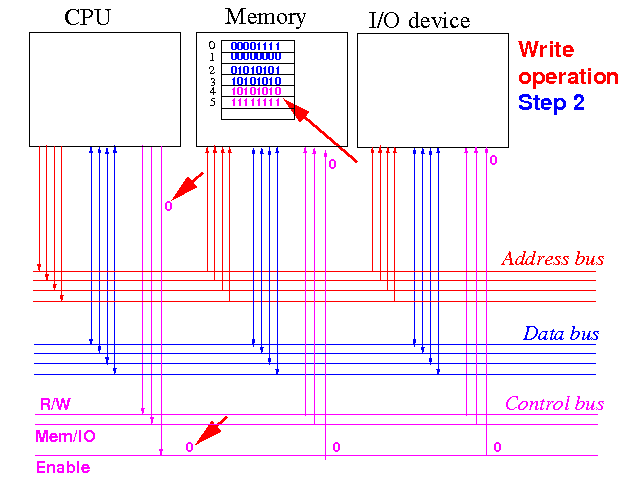 CPU
Memory
I/O device
0 00001111
1 00000000
2 01010101
3 10101010
4 10101010
5 11111111
Write
operation
Step 2
0
0
0
Address bus
Data bus
R/W
Control bus
Mem/IO
0
0
0
Enable